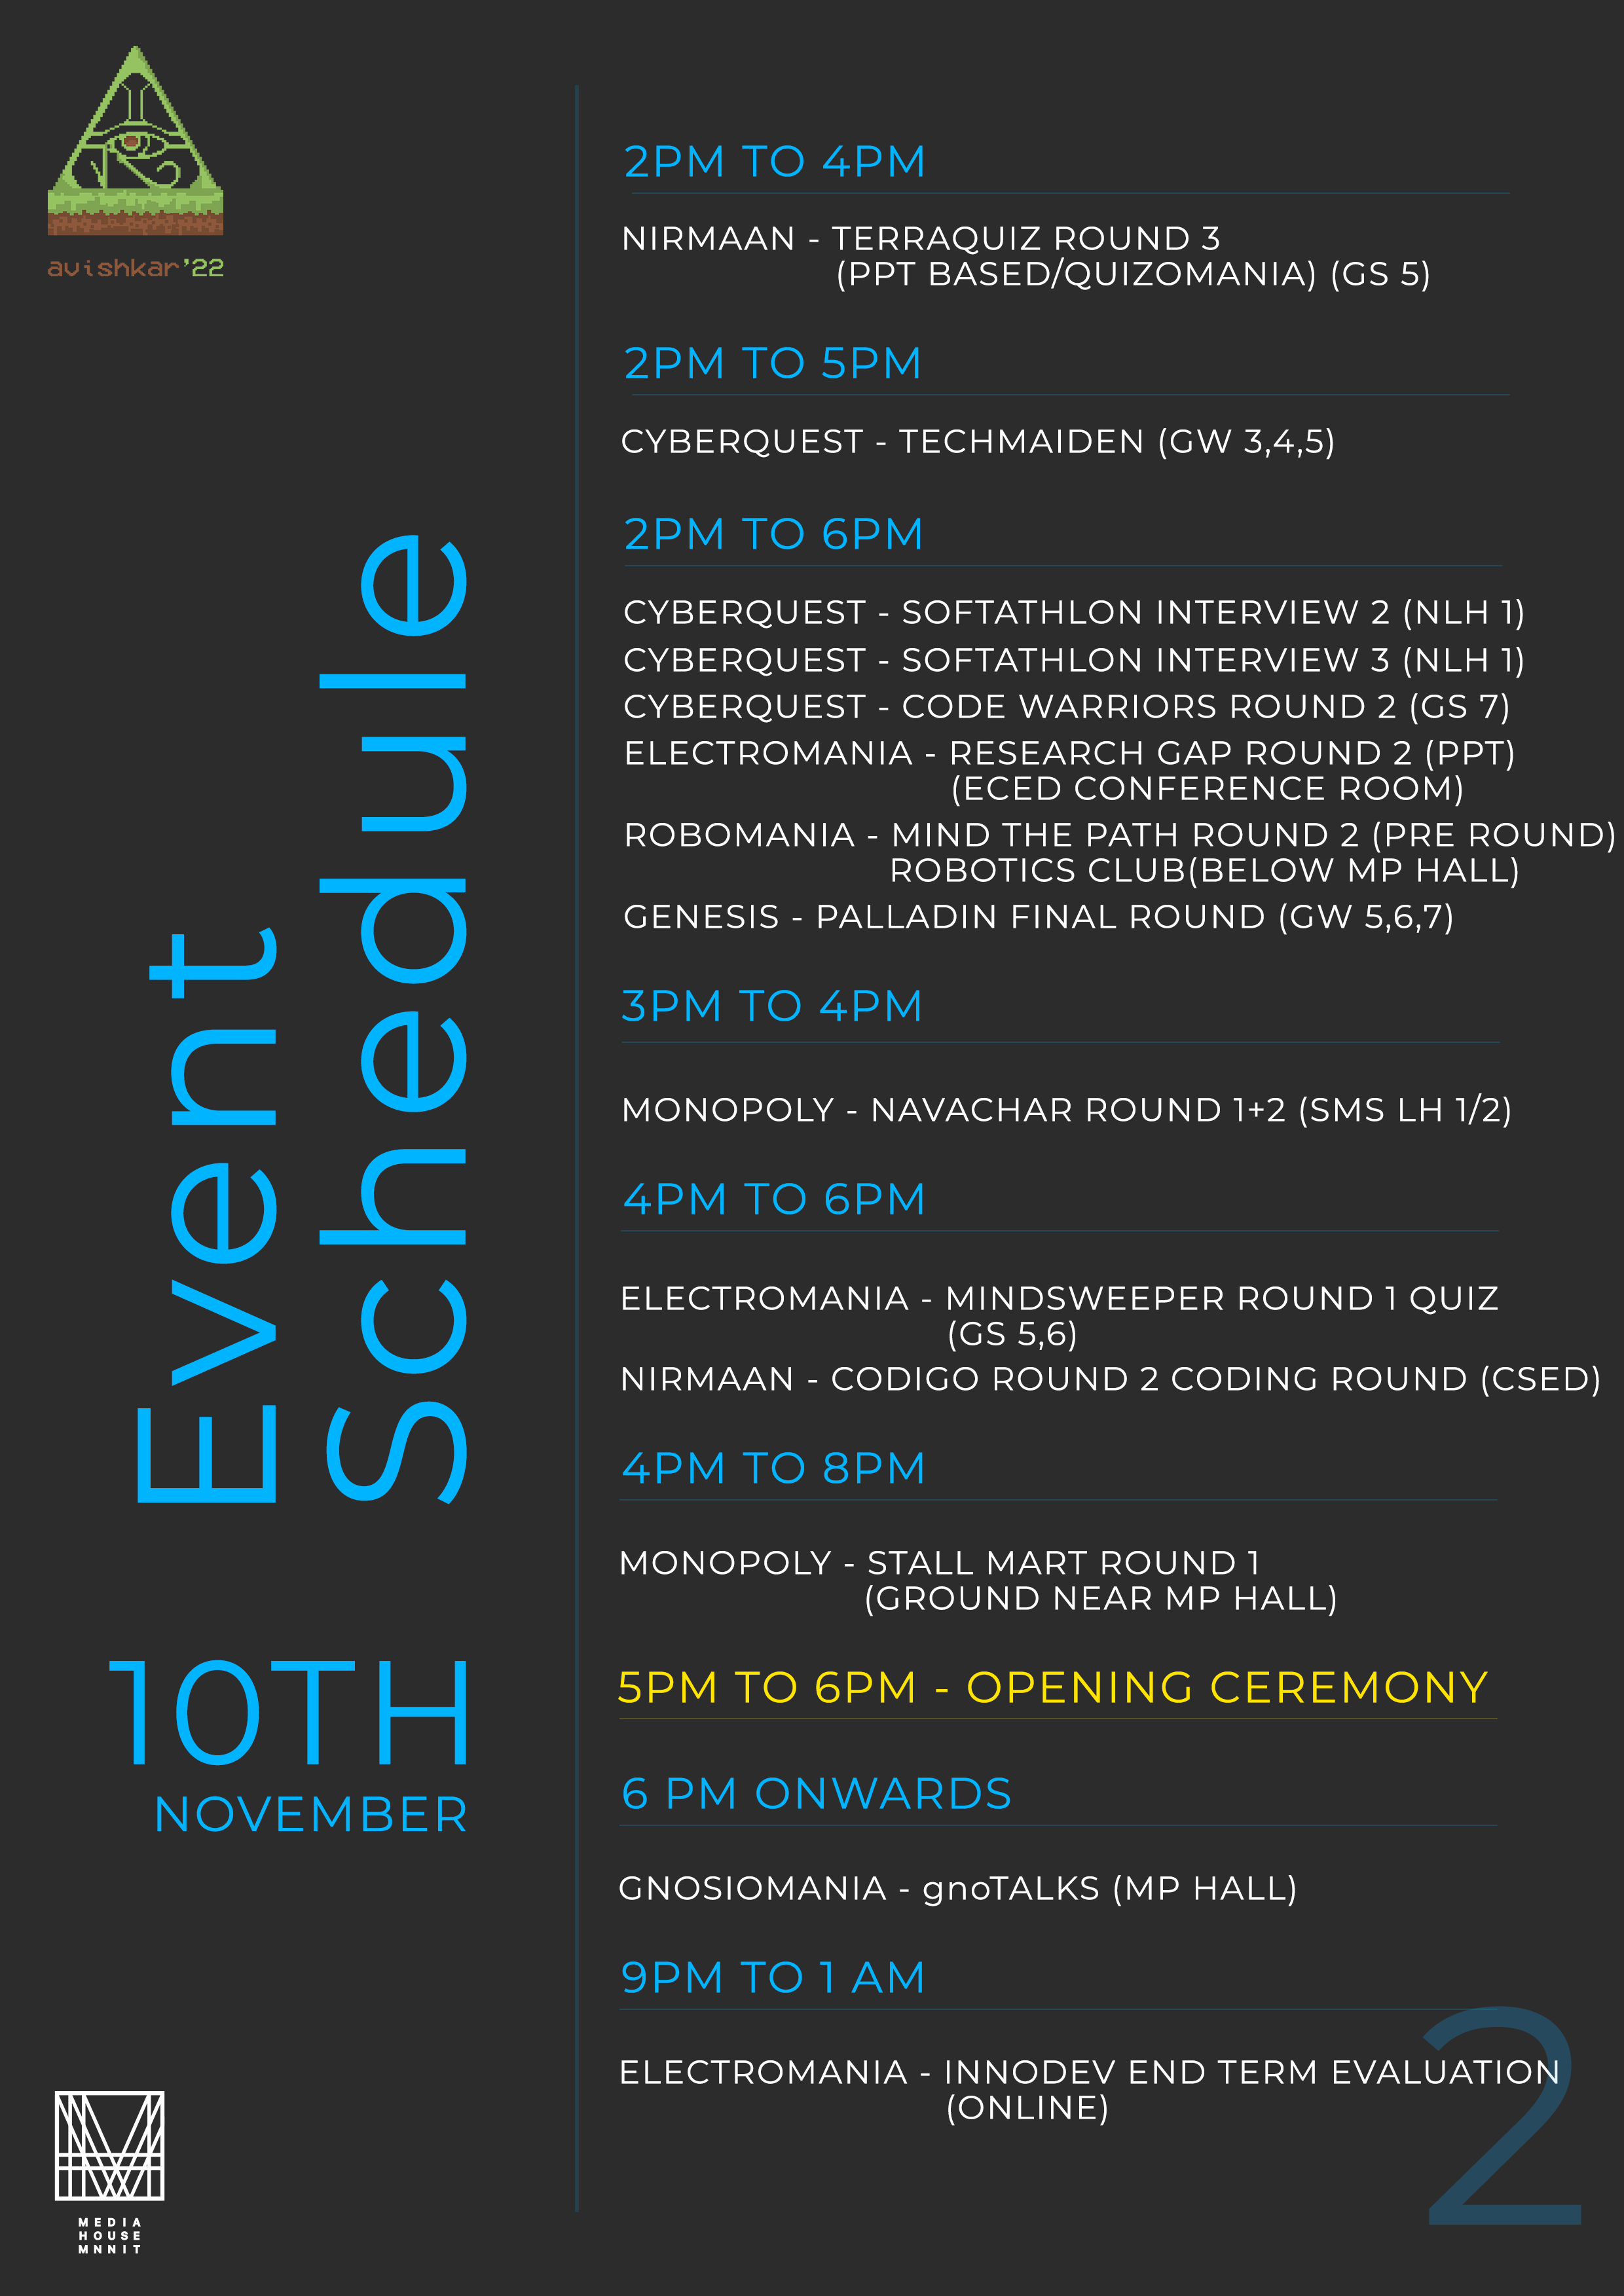 avishkar'22
Event
Schedule
10TH
NOVEMBER
2PM TO 4PM
NIRMAAN - TERRAQUIZ ROUND 3
(PPT BASED/QUIZOMANIA) (GS 5)
2PM TO 5PM
CYBERQUEST - TECHMAIDEN (GW 3,4,5)
2PM TO 6PM
CYBERQUEST - SOFTATHLON INTERVIEW 2 (NLH 1)
CYBERQUEST - SOFTATHLON INTERVIEW 3 (NLH 1)
CYBERQUEST - CODE WARRIORS ROUND 2 (GS 7)
ELECTROMANIA - RESEARCH GAP ROUND 2 (PPT)
(ECED CONFERENCE ROOM)
ROBOMANIA - MIND THE PATH ROUND 2 (PRE ROUND)
ROBOTICS CLUB(BELOW MP HALL)
GENESIS - PALLADIN FINAL ROUND (GW 5,6,7)
3PM TO 4PM
MONOPOLY - NAVACHAR ROUND 1+2 (SMS LH 1/2)
4PM TO 6PM
ELECTROMANIA - MINDSWEEPER ROUND 1 QUIZ
(GS 5,6)
NIRMAAN - CODIGO ROUND 2 CODING ROUND (CSED)
4PM TO 8PM
MONOPOLY - STALL MART ROUND 1
(GROUND NEAR MP HALL)
5PM TO 6PM - OPENING CEREMONY
6 PM ONWARDS
GNOSIOMANIA - gnoTALKS (MP HALL)
9PM TO 1 AM
ELECTROMANIA - INNODEV END TERM EVALUATION
(ONLINE)
2
MEDIA
HOUSE
MNNIT